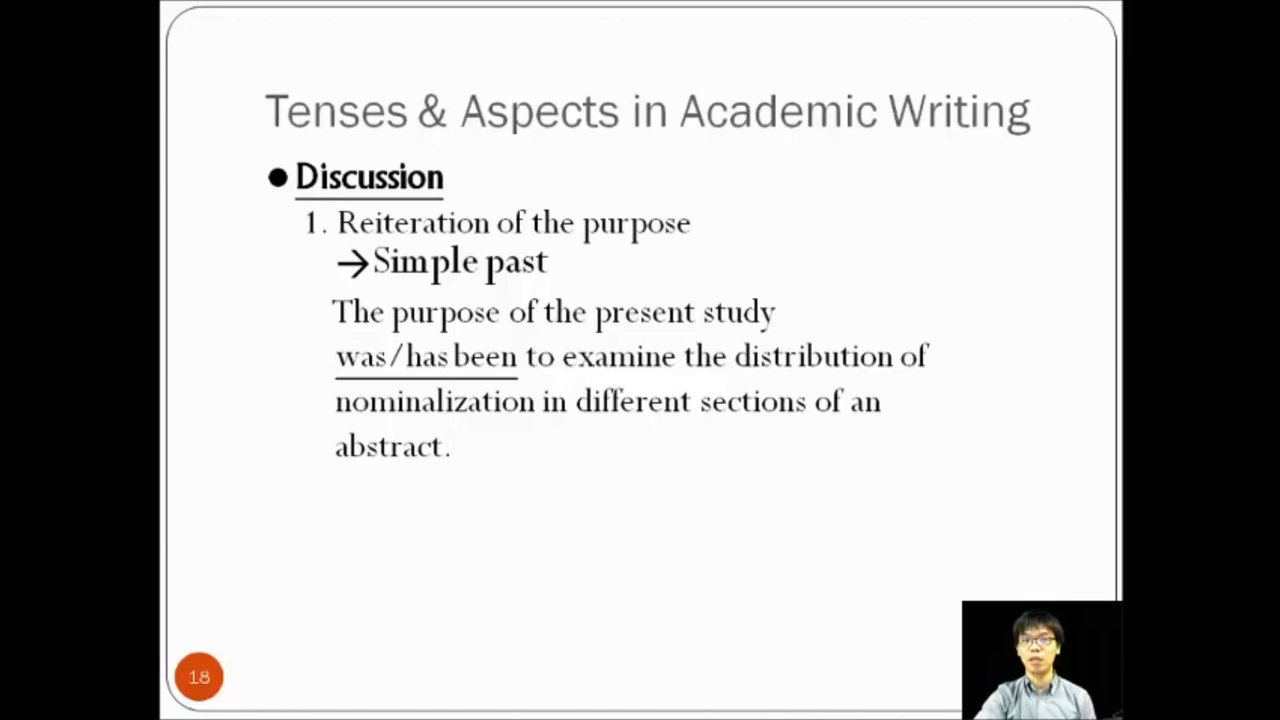 Tenses & Aspects in Academic Writing
● Discussion
1. Reiteration of the purpose
→Simple past
The purpose of the present study
was/has been to examine the distribution of
nominalization in different sections of an
abstract.
18